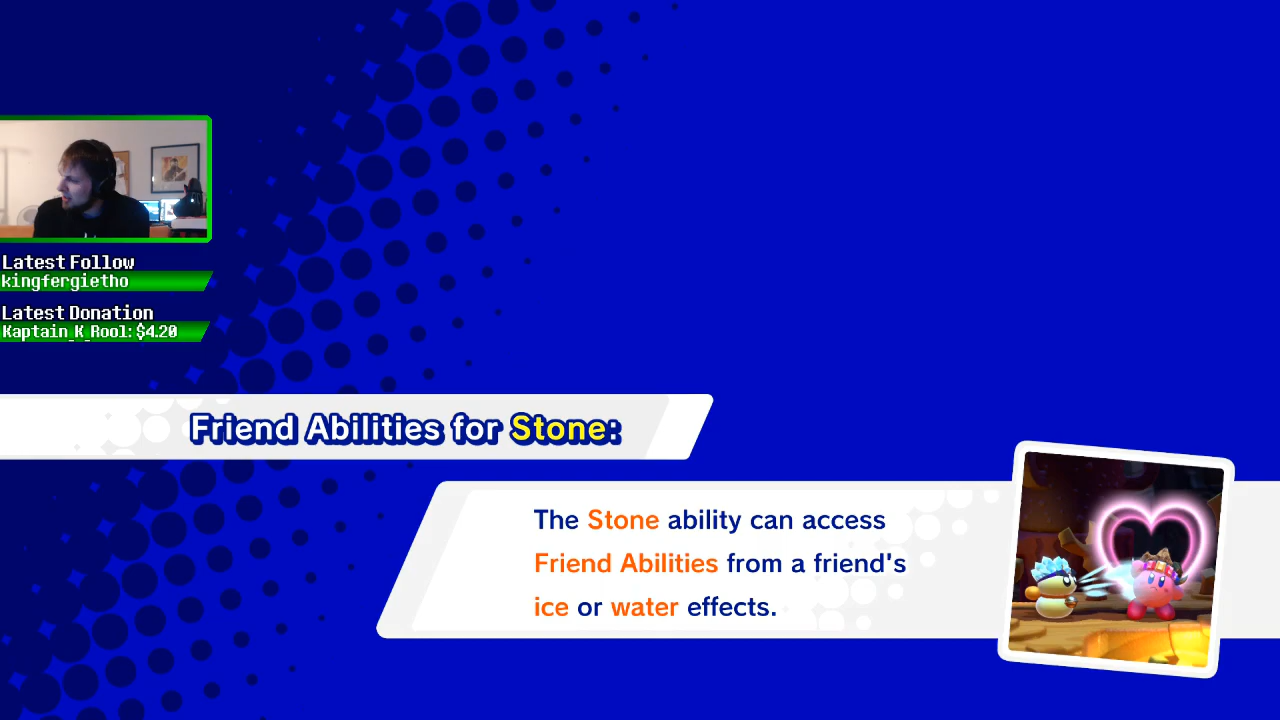 Latest Follow
kingfergietho
Latest Donation
Kaptain_K_Rool: $4.20
Friend Abilities for Stone:
The Stone ability can access
Friend Abilities from a friend's
ice or water effects.